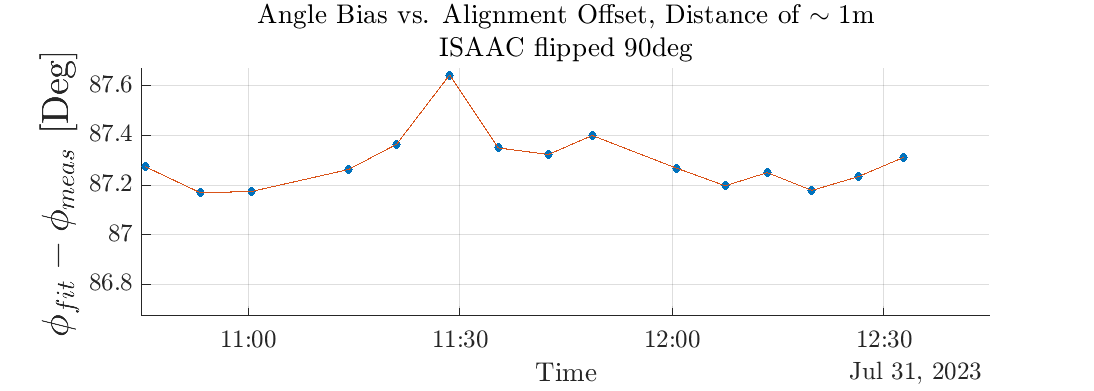 Angle Bias vs. Alignment Offset, Distance of ∼ 1m
ISAAC flipped 90deg
ϕ_fit − ϕ_meas [Deg]
87.6
87.4
87.2
87
86.8
11:00 11:30 12:00 12:30
Time
Jul 31, 2023